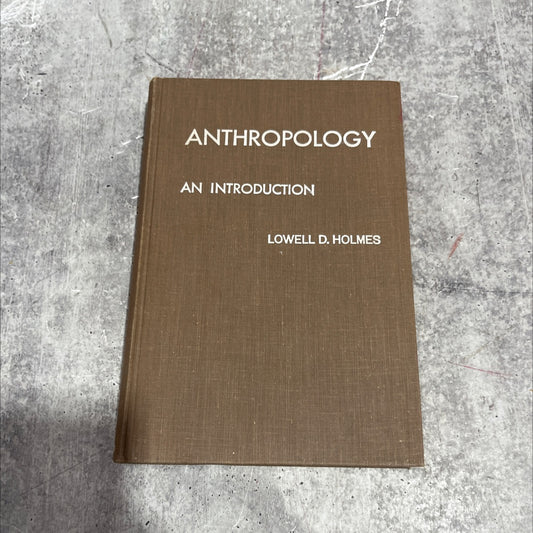 ANTHROPOLOGY
AN INTRODUCTION
LOWELL D. HOLMES